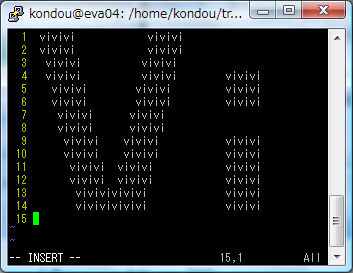 kondou@eva04: /home/kondou/tr...
1 vivivi vivivi
2 vivivi vivivi
3 vivivi vivivi
4 vivivi vivivi vivivi
5 vivivi vivivi vivivi
6 vivivi vivivi vivivi
7 vivivi vivivi
8 vivivi vivivi
9 vivivi vivivi vivivi
10 vivivi vivivi vivivi
11 vivivi vivivi vivivi
12 vivivi vivivi vivivi
13 vivivivivivi vivivi
14 vivivivivivi vivivi
15
~
~
-- INSERT -- 15,1 All